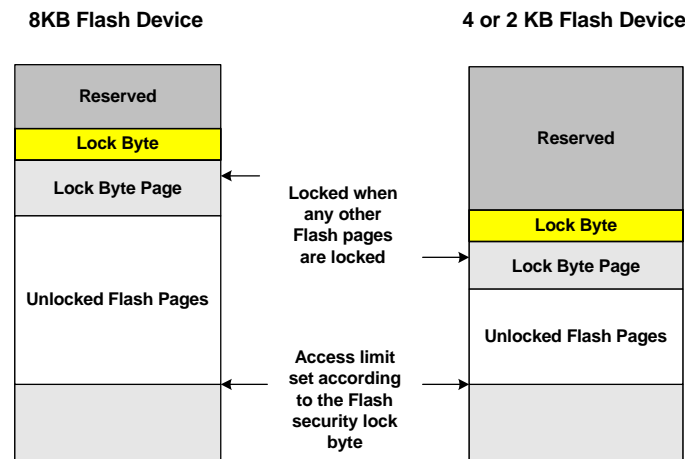 8KB Flash Device
4 or 2 KB Flash Device
Reserved
Lock Byte
Lock Byte Page
Unlocked Flash Pages
Locked when
any other
Flash pages
are locked
Access limit
set according
to the Flash
security lock
byte
Reserved
Lock Byte
Lock Byte Page
Unlocked Flash Pages